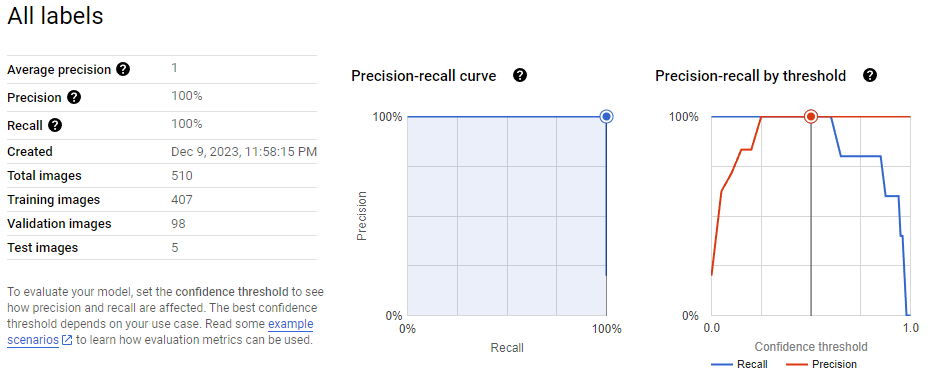 All labels
Average precision ? 1
Precision ? 100%
Recall ? 100%
Created Dec 9, 2023, 11:58:15 PM
Total images 510
Training images 407
Validation images 98
Test images 5
To evaluate your model, set the confidence threshold to see
how precision and recall are affected. The best confidence
threshold depends on your use case. Read some example
scenarios to learn how evaluation metrics can be used.
Precision-recall curve ?
100%
Precision
0%
0% 100%
Recall
Precision-recall by threshold ?
100%
0%
0.0 1.0
Confidence threshold
Recall Precision